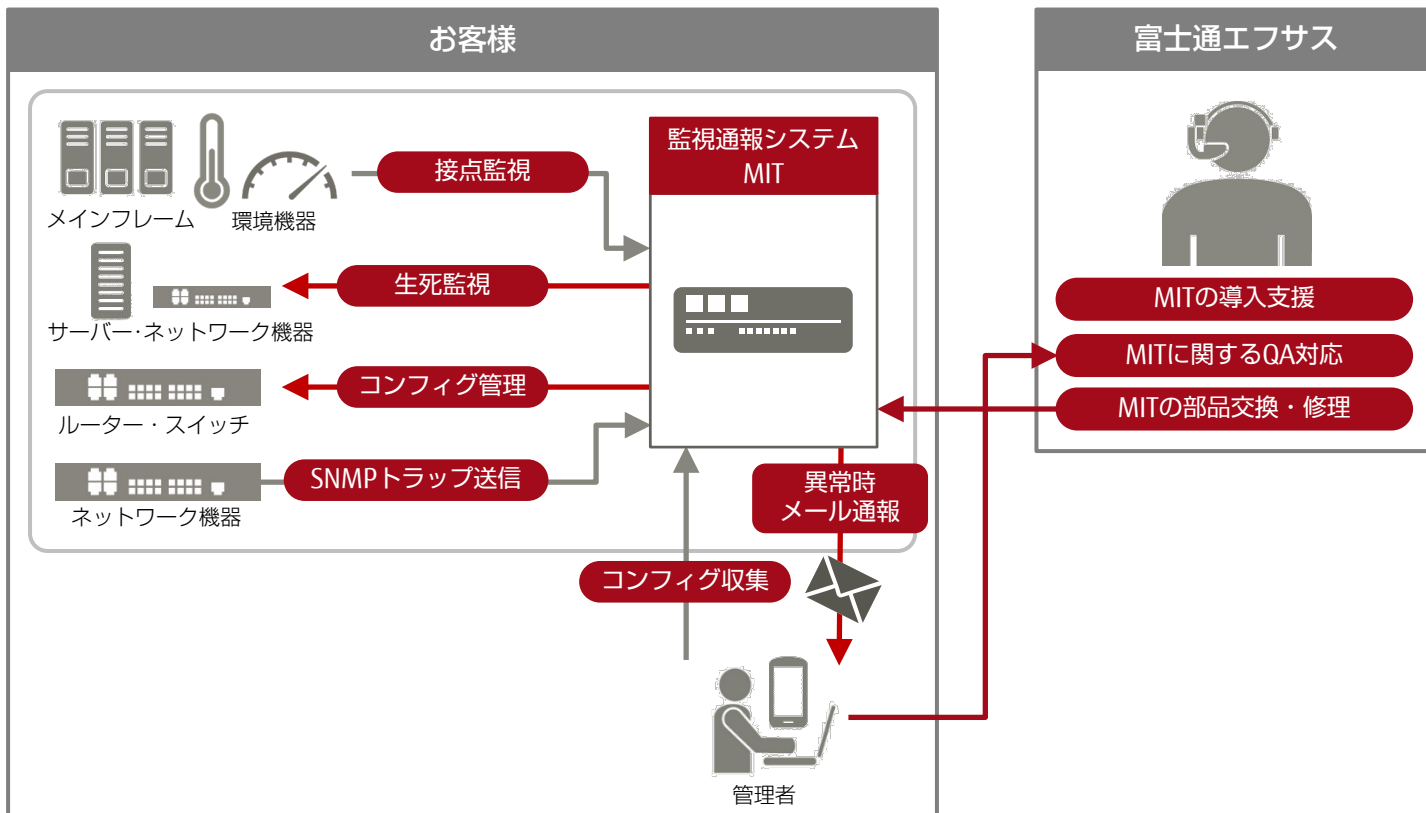 お客様
富士通エフサス
監視通報システム
MIT
接点監視
メインフレーム
環境機器
生死監視
サーバー・ネットワーク機器
コンフィグ管理
ルーター・スイッチ
SNMPトラップ送信
ネットワーク機器
異常時
メール通報
コンフィグ収集
管理者
MITの導入支援
MITに関するQA対応
MITの部品交換・修理